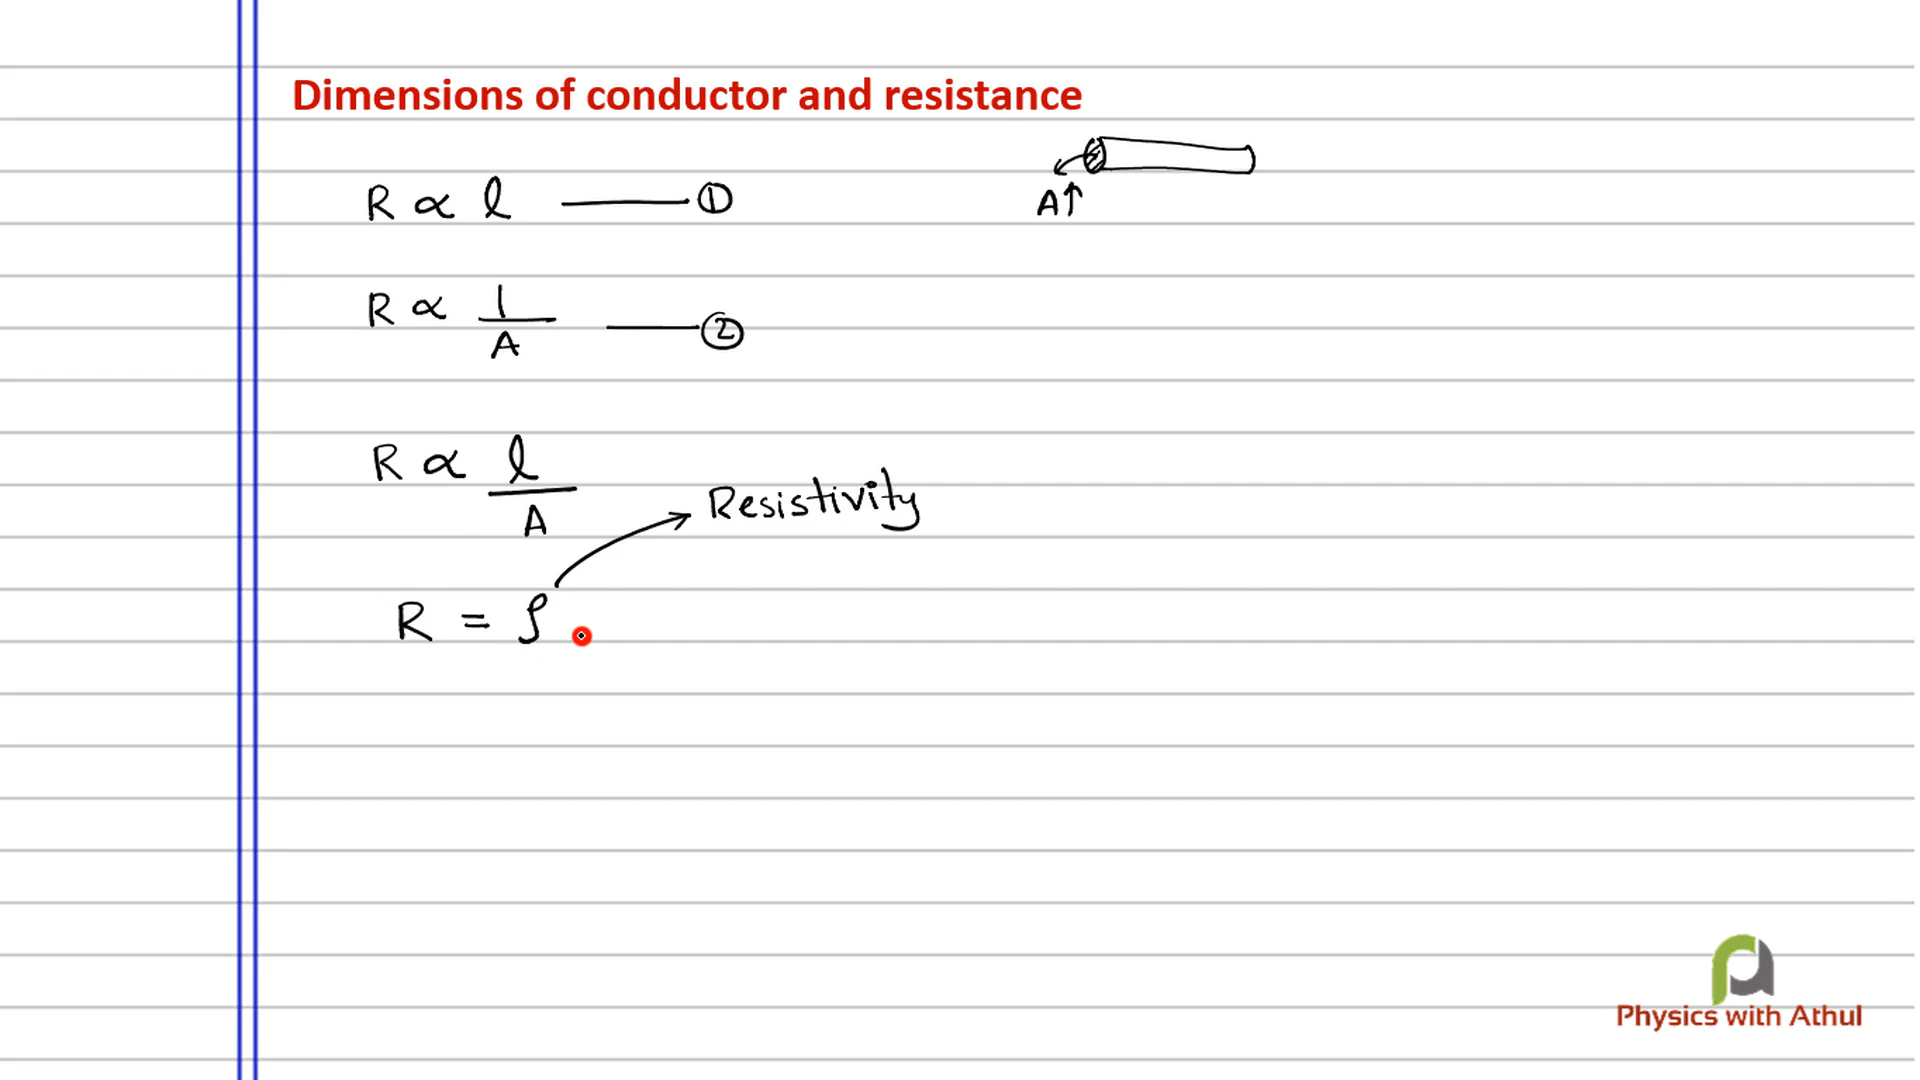 Dimensions of conductor and resistance
R ∝ l ——— ①
A↑
R ∝ 1/A ——— ②
R ∝ l/A
Resistivity
R = ρ
Physics with Athul